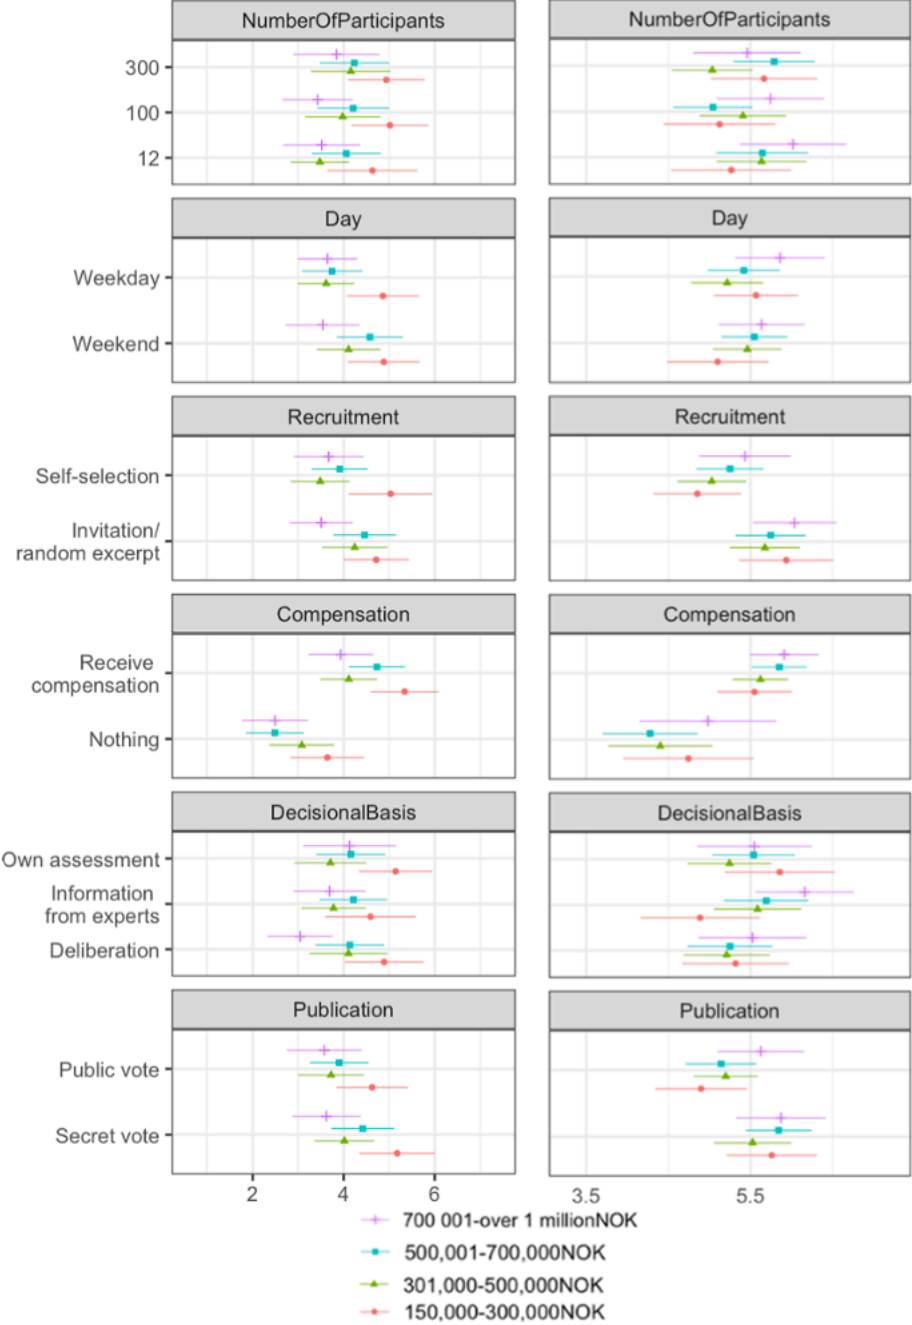 NumberOfParticipants NumberOfParticipants
300
100
12
Day Day
Weekday
Weekend
Recruitment Recruitment
Self-selection
Invitation/
random excerpt
Compensation Compensation
Receive
compensation
Nothing
DecisionalBasis DecisionalBasis
Own assessment
Information
from experts
Deliberation
Publication Publication
Public vote
Secret vote
2 4 6 3.5 5.5
700 001-over 1 millionNOK
500,001-700,000NOK
301,000-500,000NOK
150,000-300,000NOK